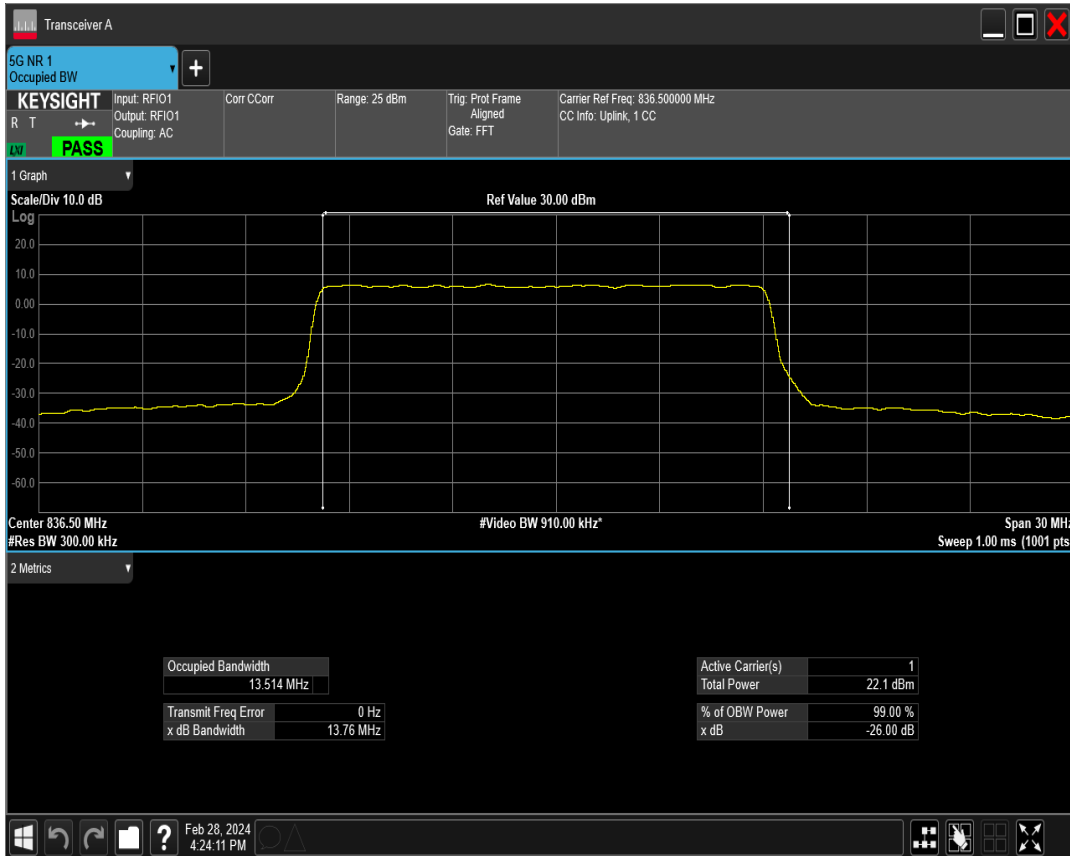 Transceiver A
5G NR 1
Occupied BW
+
KEYSIGHT
R T
LXI
PASS
Input: RFIO1
Output: RFIO1
Coupling: AC
Corr CCorr
Range: 25 dBm
Trig: Prot Frame
Aligned
Gate: FFT
Carrier Ref Freq: 836.500000 MHz
CC Info: Uplink, 1 CC
1 Graph
Scale/Div 10.0 dB
Ref Value 30.00 dBm
Log
20.0
10.0
0.00
-10.0
-20.0
-30.0
-40.0
-50.0
-60.0
Center 836.50 MHz
#Video BW 910.00 kHz*
Span 30 MHz
#Res BW 300.00 kHz
Sweep 1.00 ms (1001 pts
2 Metrics
Occupied Bandwidth
13.514 MHz
Transmit Freq Error 0 Hz
x dB Bandwidth 13.76 MHz
Active Carrier(s) 1
Total Power 22.1 dBm
% of OBW Power 99.00 %
x dB -26.00 dB
?
Feb 28, 2024
4:24:11 PM